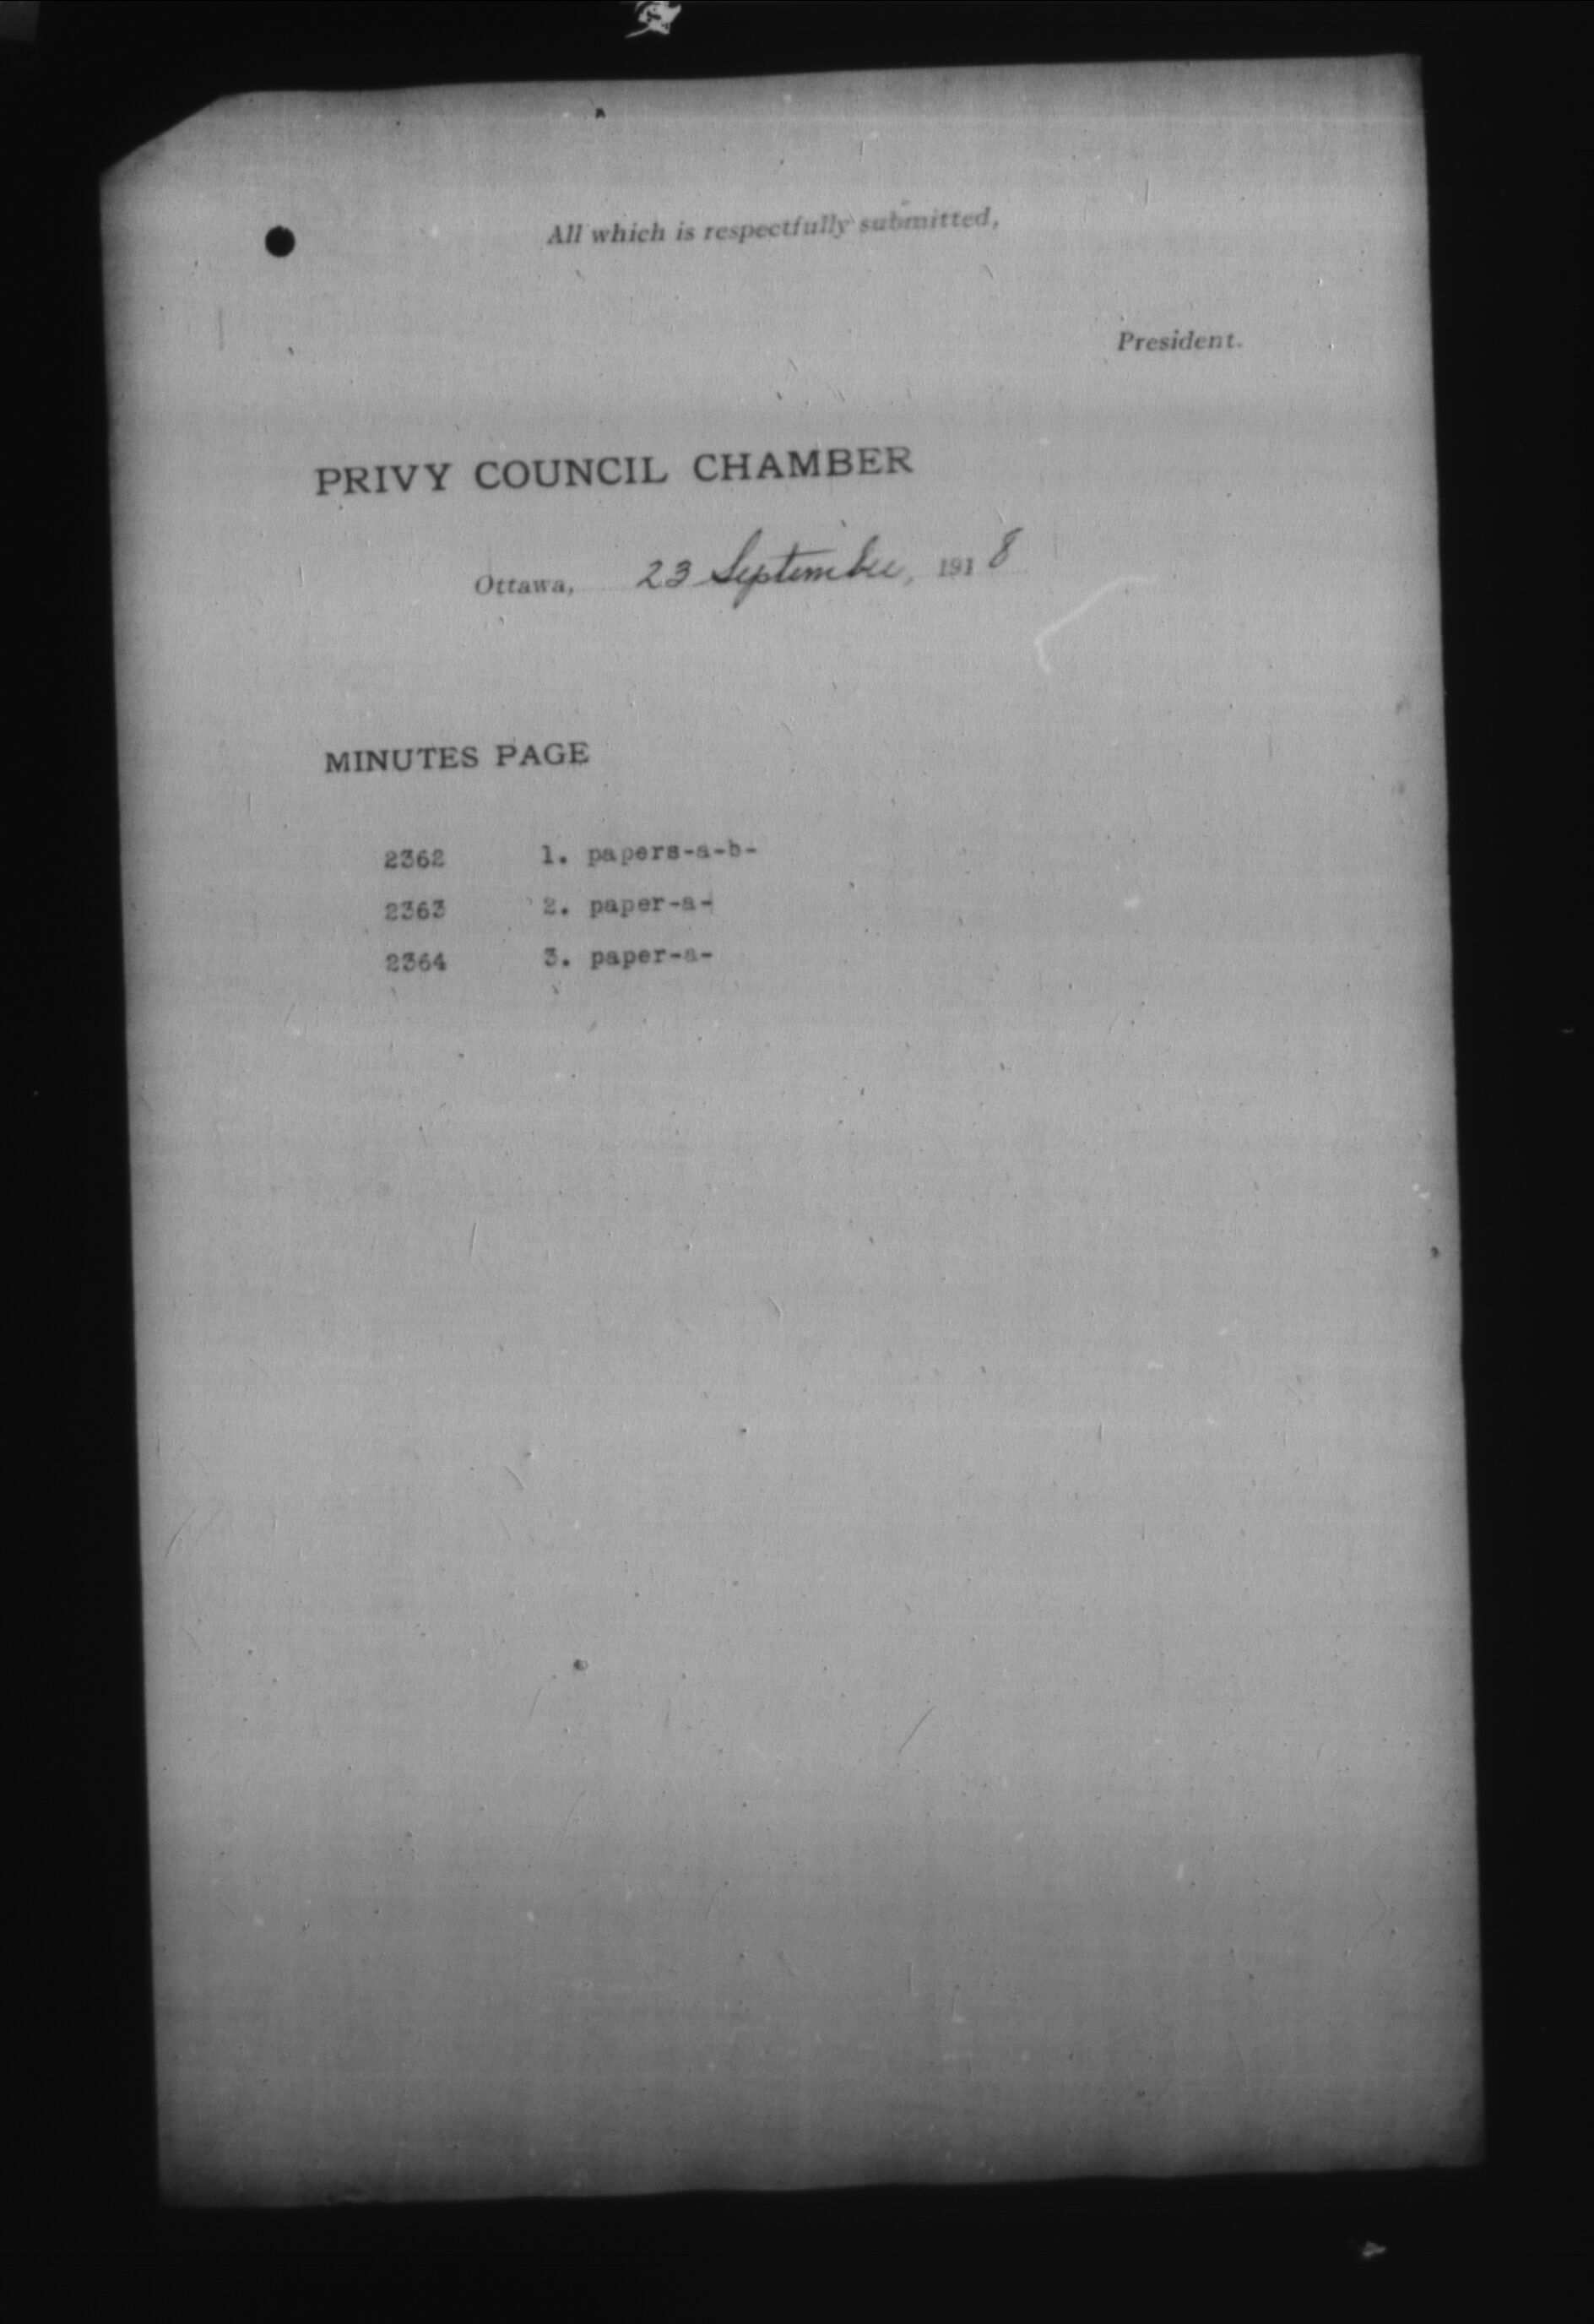 All which is respectfully submitted,
President.
PRIVY COUNCIL CHAMBER
Ottawa, 23 September, 1918
MINUTES PAGE
2362 1. papers-a-b-
2363 2. paper-a-
2364 3. paper-a-